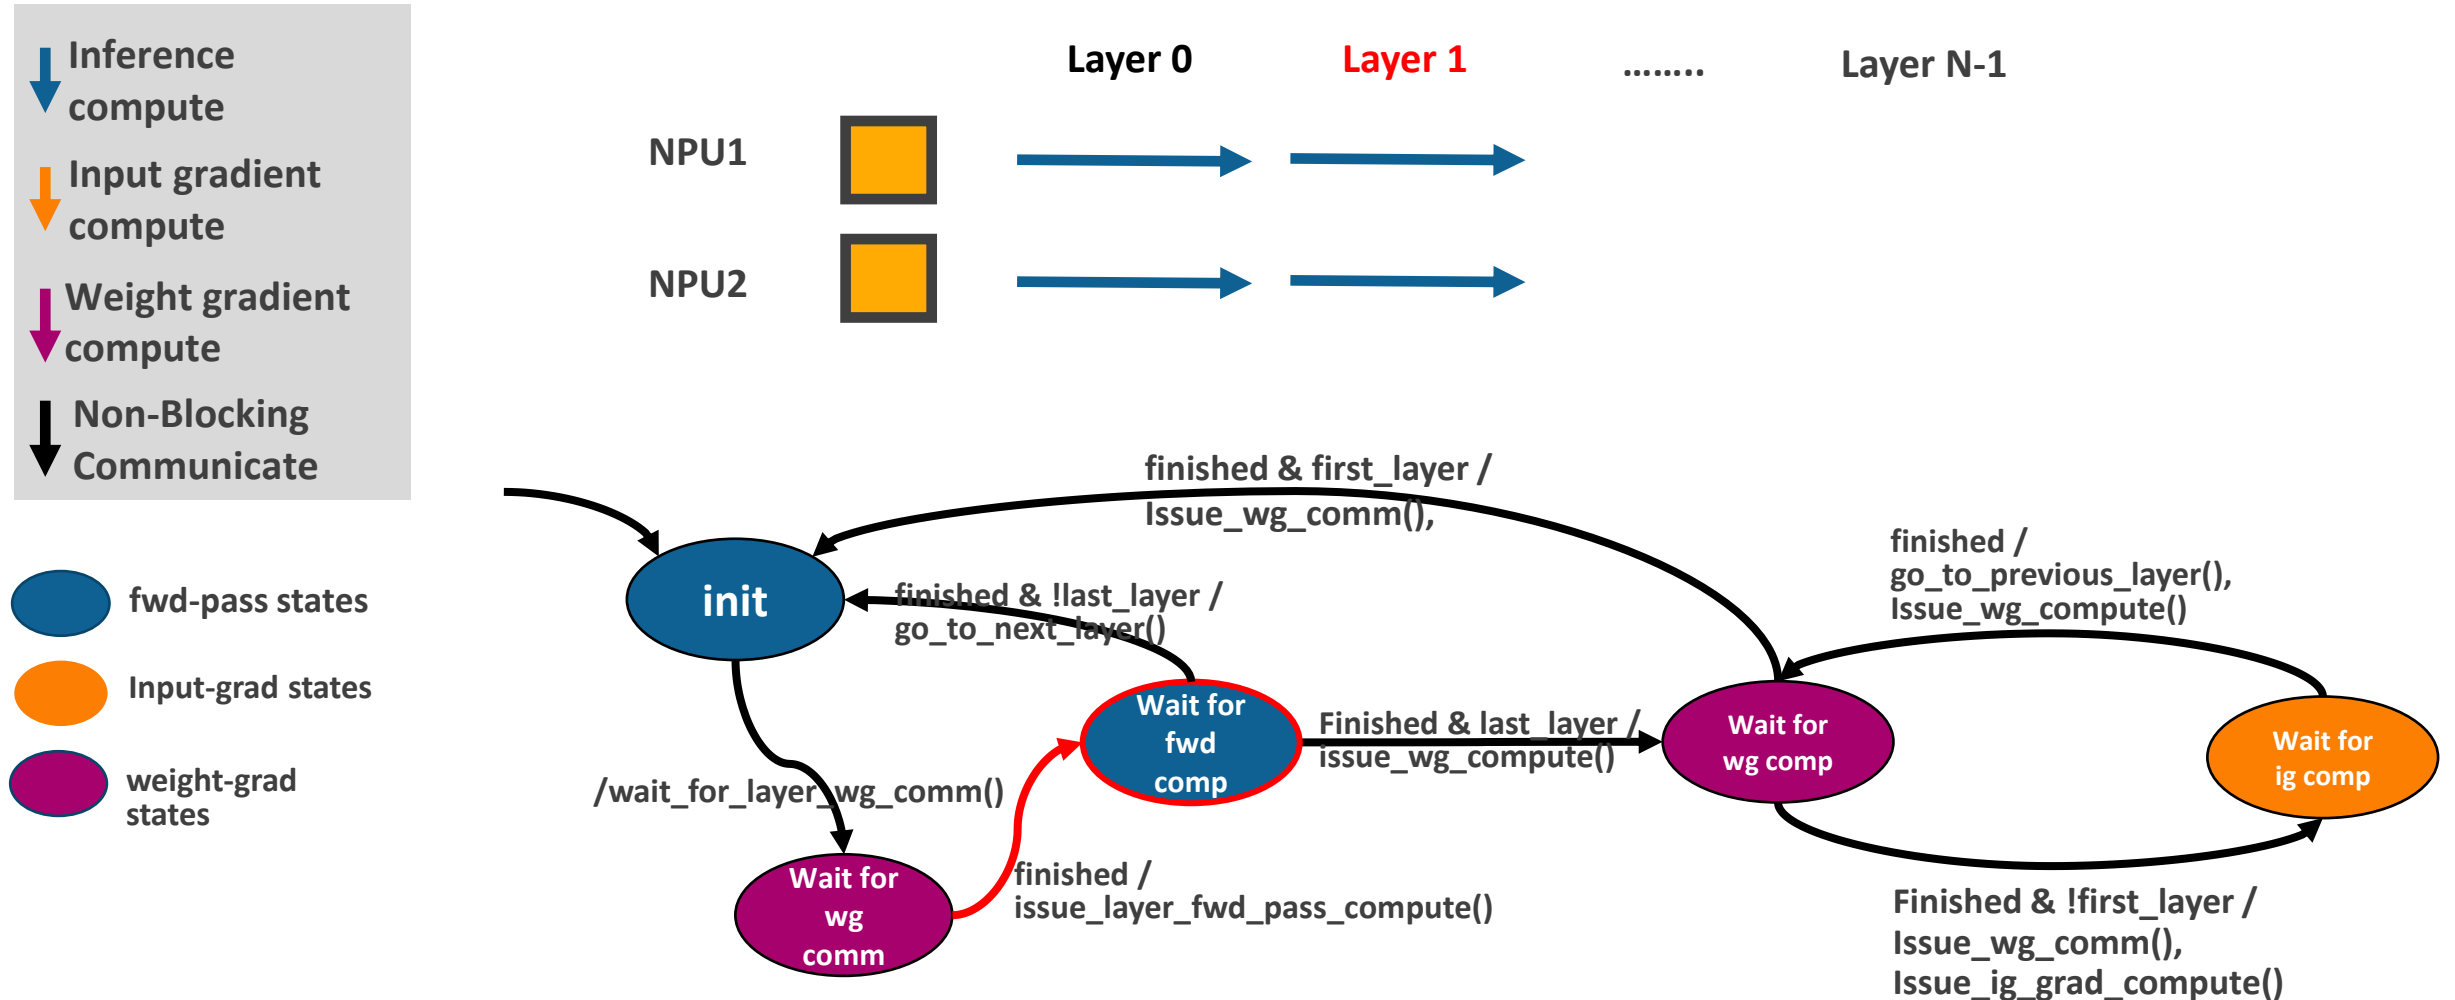 Inference
compute
Input gradient
compute
Weight gradient
compute
Non-Blocking
Communicate
fwd-pass states
Input-grad states
weight-grad
states
Layer 0
Layer 1
........
Layer N-1
NPU1
NPU2
finished & first_layer /
Issue_wg_comm(),
init
finished & !last_layer /
go_to_next_layer()
finished /
go_to_previous_layer(),
Issue_wg_compute()
Wait for
fwd
comp
Finished & last_layer /
issue_wg_compute()
Wait for
wg comp
Wait for
ig comp
/wait_for_layer_wg_comm()
Wait for
wg
comm
finished /
issue_layer_fwd_pass_compute()
Finished & !first_layer /
Issue_wg_comm(),
Issue_ig_grad_compute()